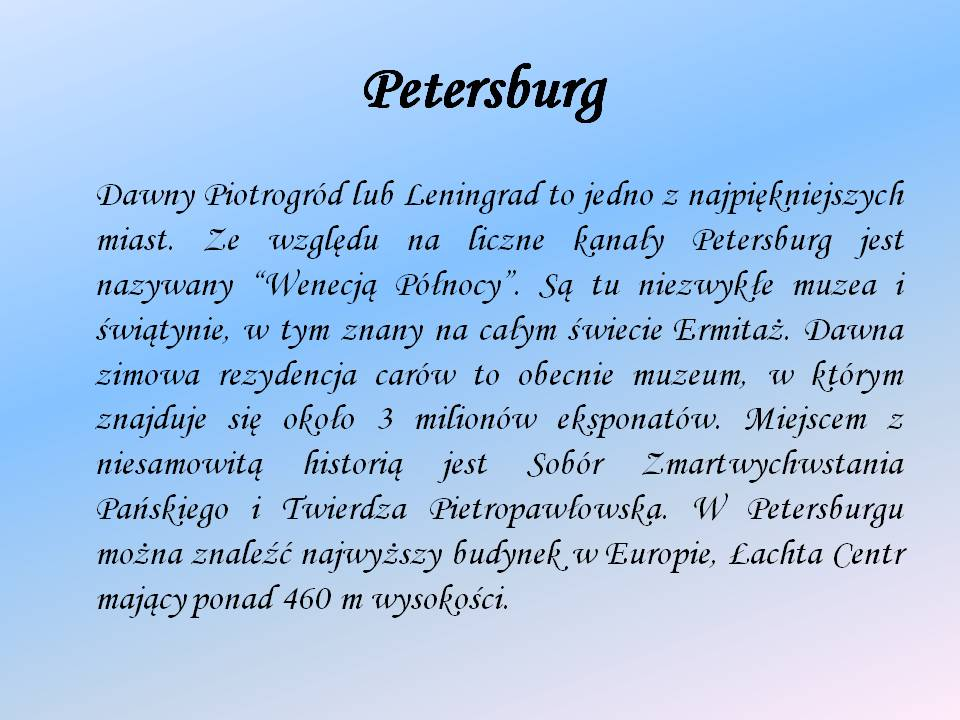 Petersburg
Dawny Piotrogród lub Leningrad to jedno z najpiękniejszych
miast. Ze względu na liczne kanały Petersburg jest
nazywany “Wenecją Północy”. Są tu niezwykłe muzea i
świątynie, w tym znany na całym świecie Ermitaż. Dawna
zimowa rezydencja carów to obecnie muzeum, w którym
znajduje się około 3 milionów eksponatów. Miejscem z
niesamowitą historią jest Sobór Zmartwychwstania
Pańskiego i Twierdza Pietropawłowska. W Petersburgu
można znaleźć najwyższy budynek w Europie, Łachta Centr
mający ponad 460 m wysokości.